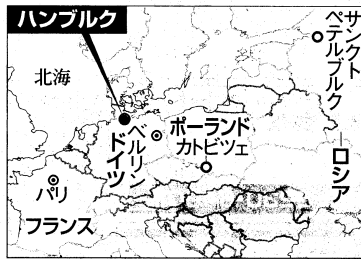 ハンブルク
サンクト
ペテルブルク
北海
ベルリン
ドイツ
ポーランド
カトビツェ
ロシア
パリ
フランス